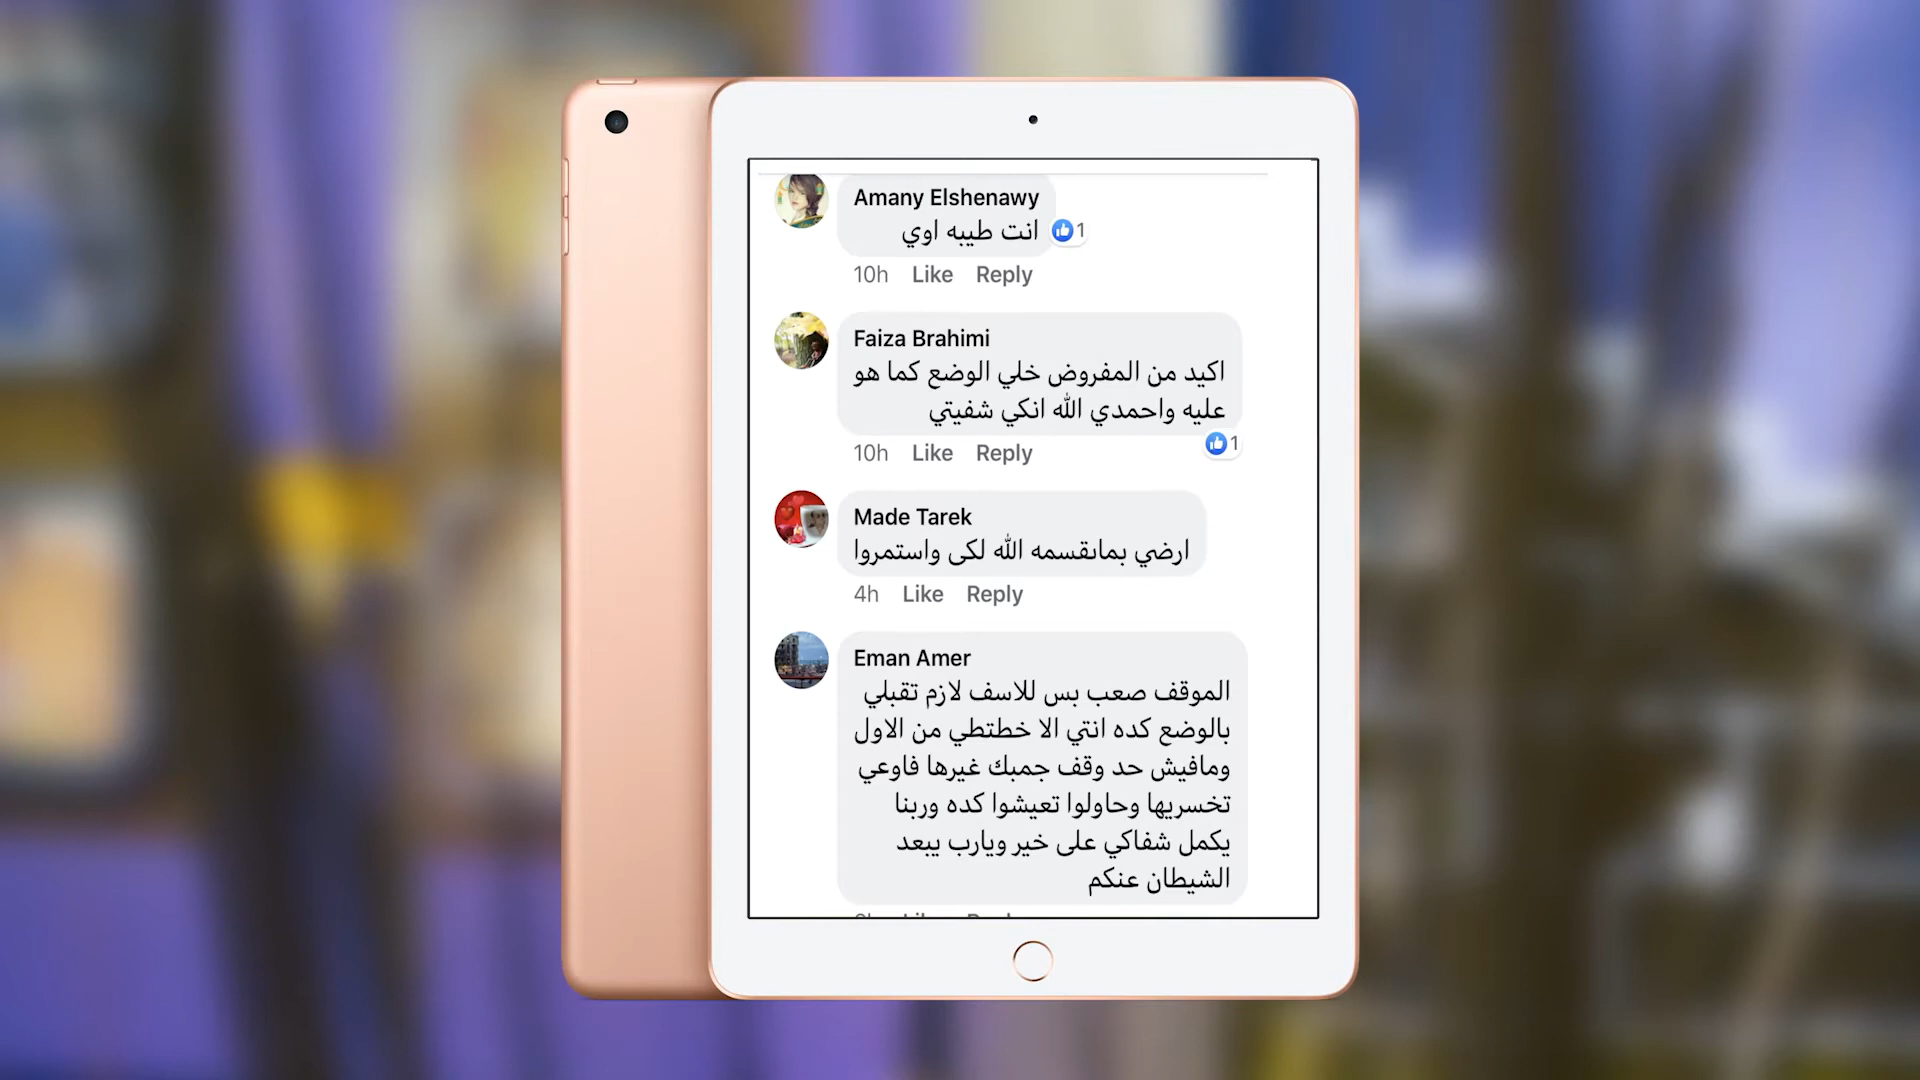 Amany Elshenawy
انت طيبه اوي
1
10h Like Reply
Faiza Brahimi
اكيد من المفروض خلي الوضع كما هو
عليه واحمدي الله انكي شفيتي
1
10h Like Reply
Made Tarek
ارضي بمابقسمه الله لكى واستمروا
4h Like Reply
Eman Amer
الموقف صعب بس للاسف لازم تقبلي
بالوضع كده انتي الا خطتطي من الاول
ومافيش حد وقف جمبك غيرها فاوعي
تخسريها وحاولوا تعيشوا كده وربنا
يكمل شفاكي على خير ويارب يبعد
الشيطان عنكم